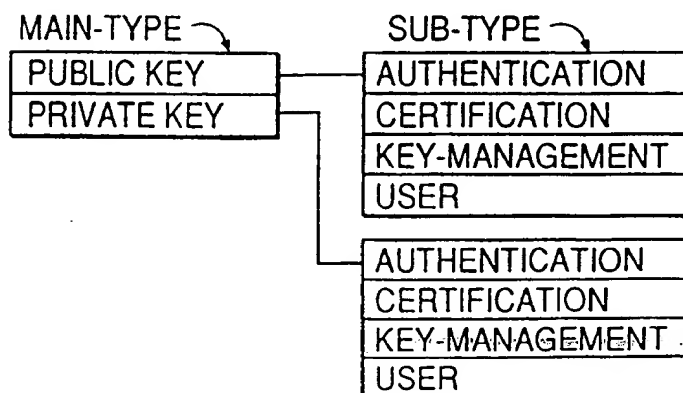 MAIN-TYPE
SUB-TYPE
PUBLIC KEY
PRIVATE KEY
AUTHENTICATION
CERTIFICATION
KEY-MANAGEMENT
USER
AUTHENTICATION
CERTIFICATION
KEY-MANAGEMENT
USER